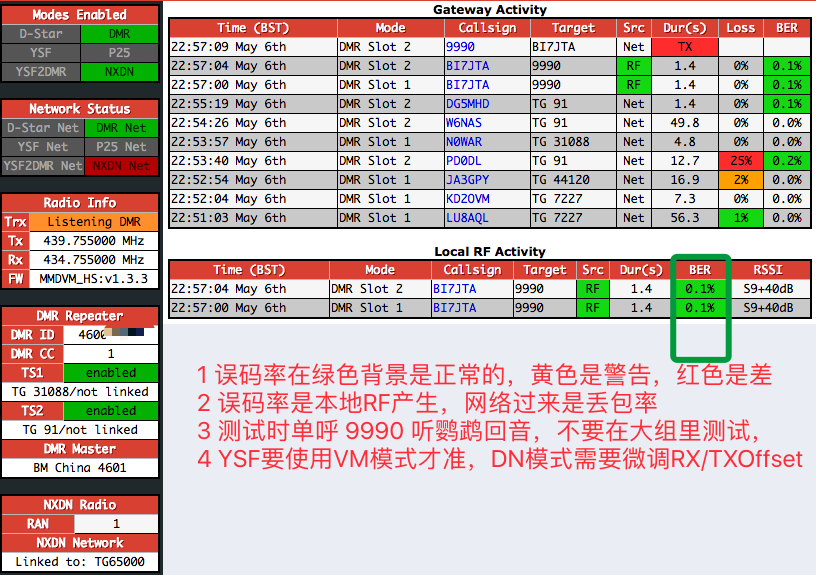 Modes Enabled
D-Star DMR
YSF P25
YSF2DMR NXDN
Network Status
D-Star Net DMR Net
YSF Net P25 Net
YSF2DMR Net NXDN Net
Radio Info
Trx Listening DMR
Tx 439.755000 MHz
Rx 434.755000 MHz
FW MMDVM_HS:v1.3.3
DMR Repeater
DMR ID 4600
DMR CC 1
TS1 enabled
TG 31088/not linked
TS2 enabled
TG 91/not linked
DMR Master
BM China 4601
NXDN Radio
RAN 1
NXDN Network
Linked to: TG65000
Gateway Activity
Time (BST) Mode Callsign Target Src Dur(s) Loss BER
22:57:09 May 6th DMR Slot 2 9990 BI7JTA Net TX
22:57:04 May 6th DMR Slot 2 BI7JTA 9990 RF 1.4 0% 0.1%
22:57:00 May 6th DMR Slot 1 BI7JTA 9990 RF 1.4 0% 0.1%
22:55:19 May 6th DMR Slot 2 DG5MHD TG 91 Net 1.4 0% 0.1%
22:54:26 May 6th DMR Slot 2 W6NAS TG 91 Net 49.8 0% 0.0%
22:53:57 May 6th DMR Slot 1 N0WAR TG 31088 Net 4.8 0% 0.0%
22:53:40 May 6th DMR Slot 2 PD0DL TG 91 Net 12.7 25% 0.2%
22:52:54 May 6th DMR Slot 1 JA3GPY TG 44120 Net 16.9 2% 0.0%
22:52:04 May 6th DMR Slot 1 KD2OVM TG 7227 Net 7.3 0% 0.0%
22:51:03 May 6th DMR Slot 1 LU8AQL TG 7227 Net 56.3 1% 0.0%
Local RF Activity
Time (BST) Mode Callsign Target Src Dur(s) BER RSSI
22:57:04 May 6th DMR Slot 2 BI7JTA 9990 RF 1.4 0.1% S9+40dB
22:57:00 May 6th DMR Slot 1 BI7JTA 9990 RF 1.4 0.1% S9+40dB
1 误码率在绿色背景是正常的，黄色是警告，红色是差
2 误码率是本地RF产生，网络过来是丢包率
3 测试时单呼 9990 听鹦鹉回音，不要在大组里测试，
4 YSF要使用VM模式才准，DN模式需要微调RX/TXOffset